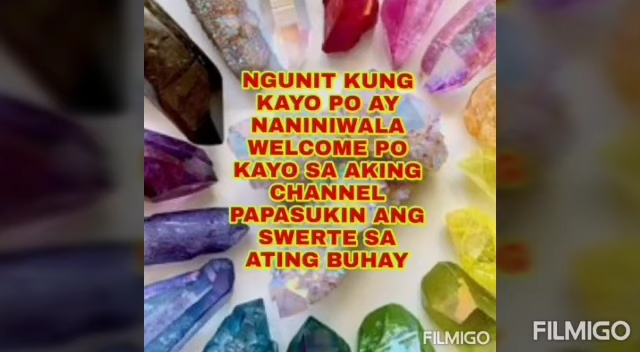 NGUNIT KUNG
KAYO PO AY
NANINIWALA
WELCOME PO
KAYO SA AKING
CHANNEL
PAPASUKIN ANG
SWERTE SA
ATING BUHAY
FILMIGO
FILMIGO